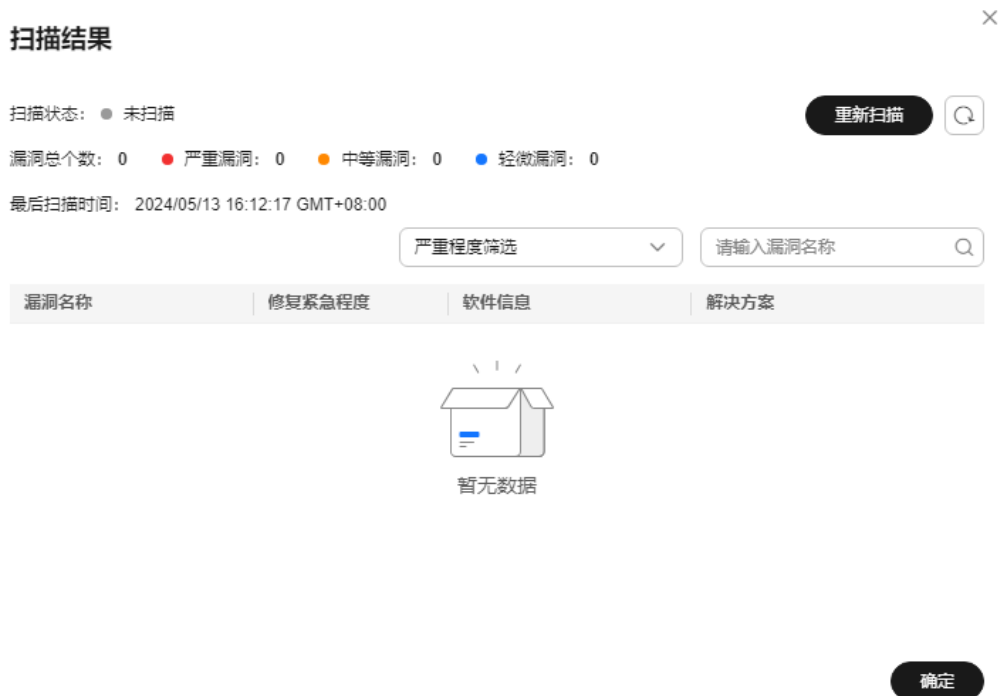 扫描结果
扫描状态： 未扫描 重新扫描
漏洞总个数： 0 严重漏洞： 0 中等漏洞： 0 轻微漏洞： 0
最后扫描时间： 2024/05/13 16:12:17 GMT+08:00
严重程度筛选 请输入漏洞名称
漏洞名称 修复紧急程度 软件信息 解决方案
暂无数据
确定